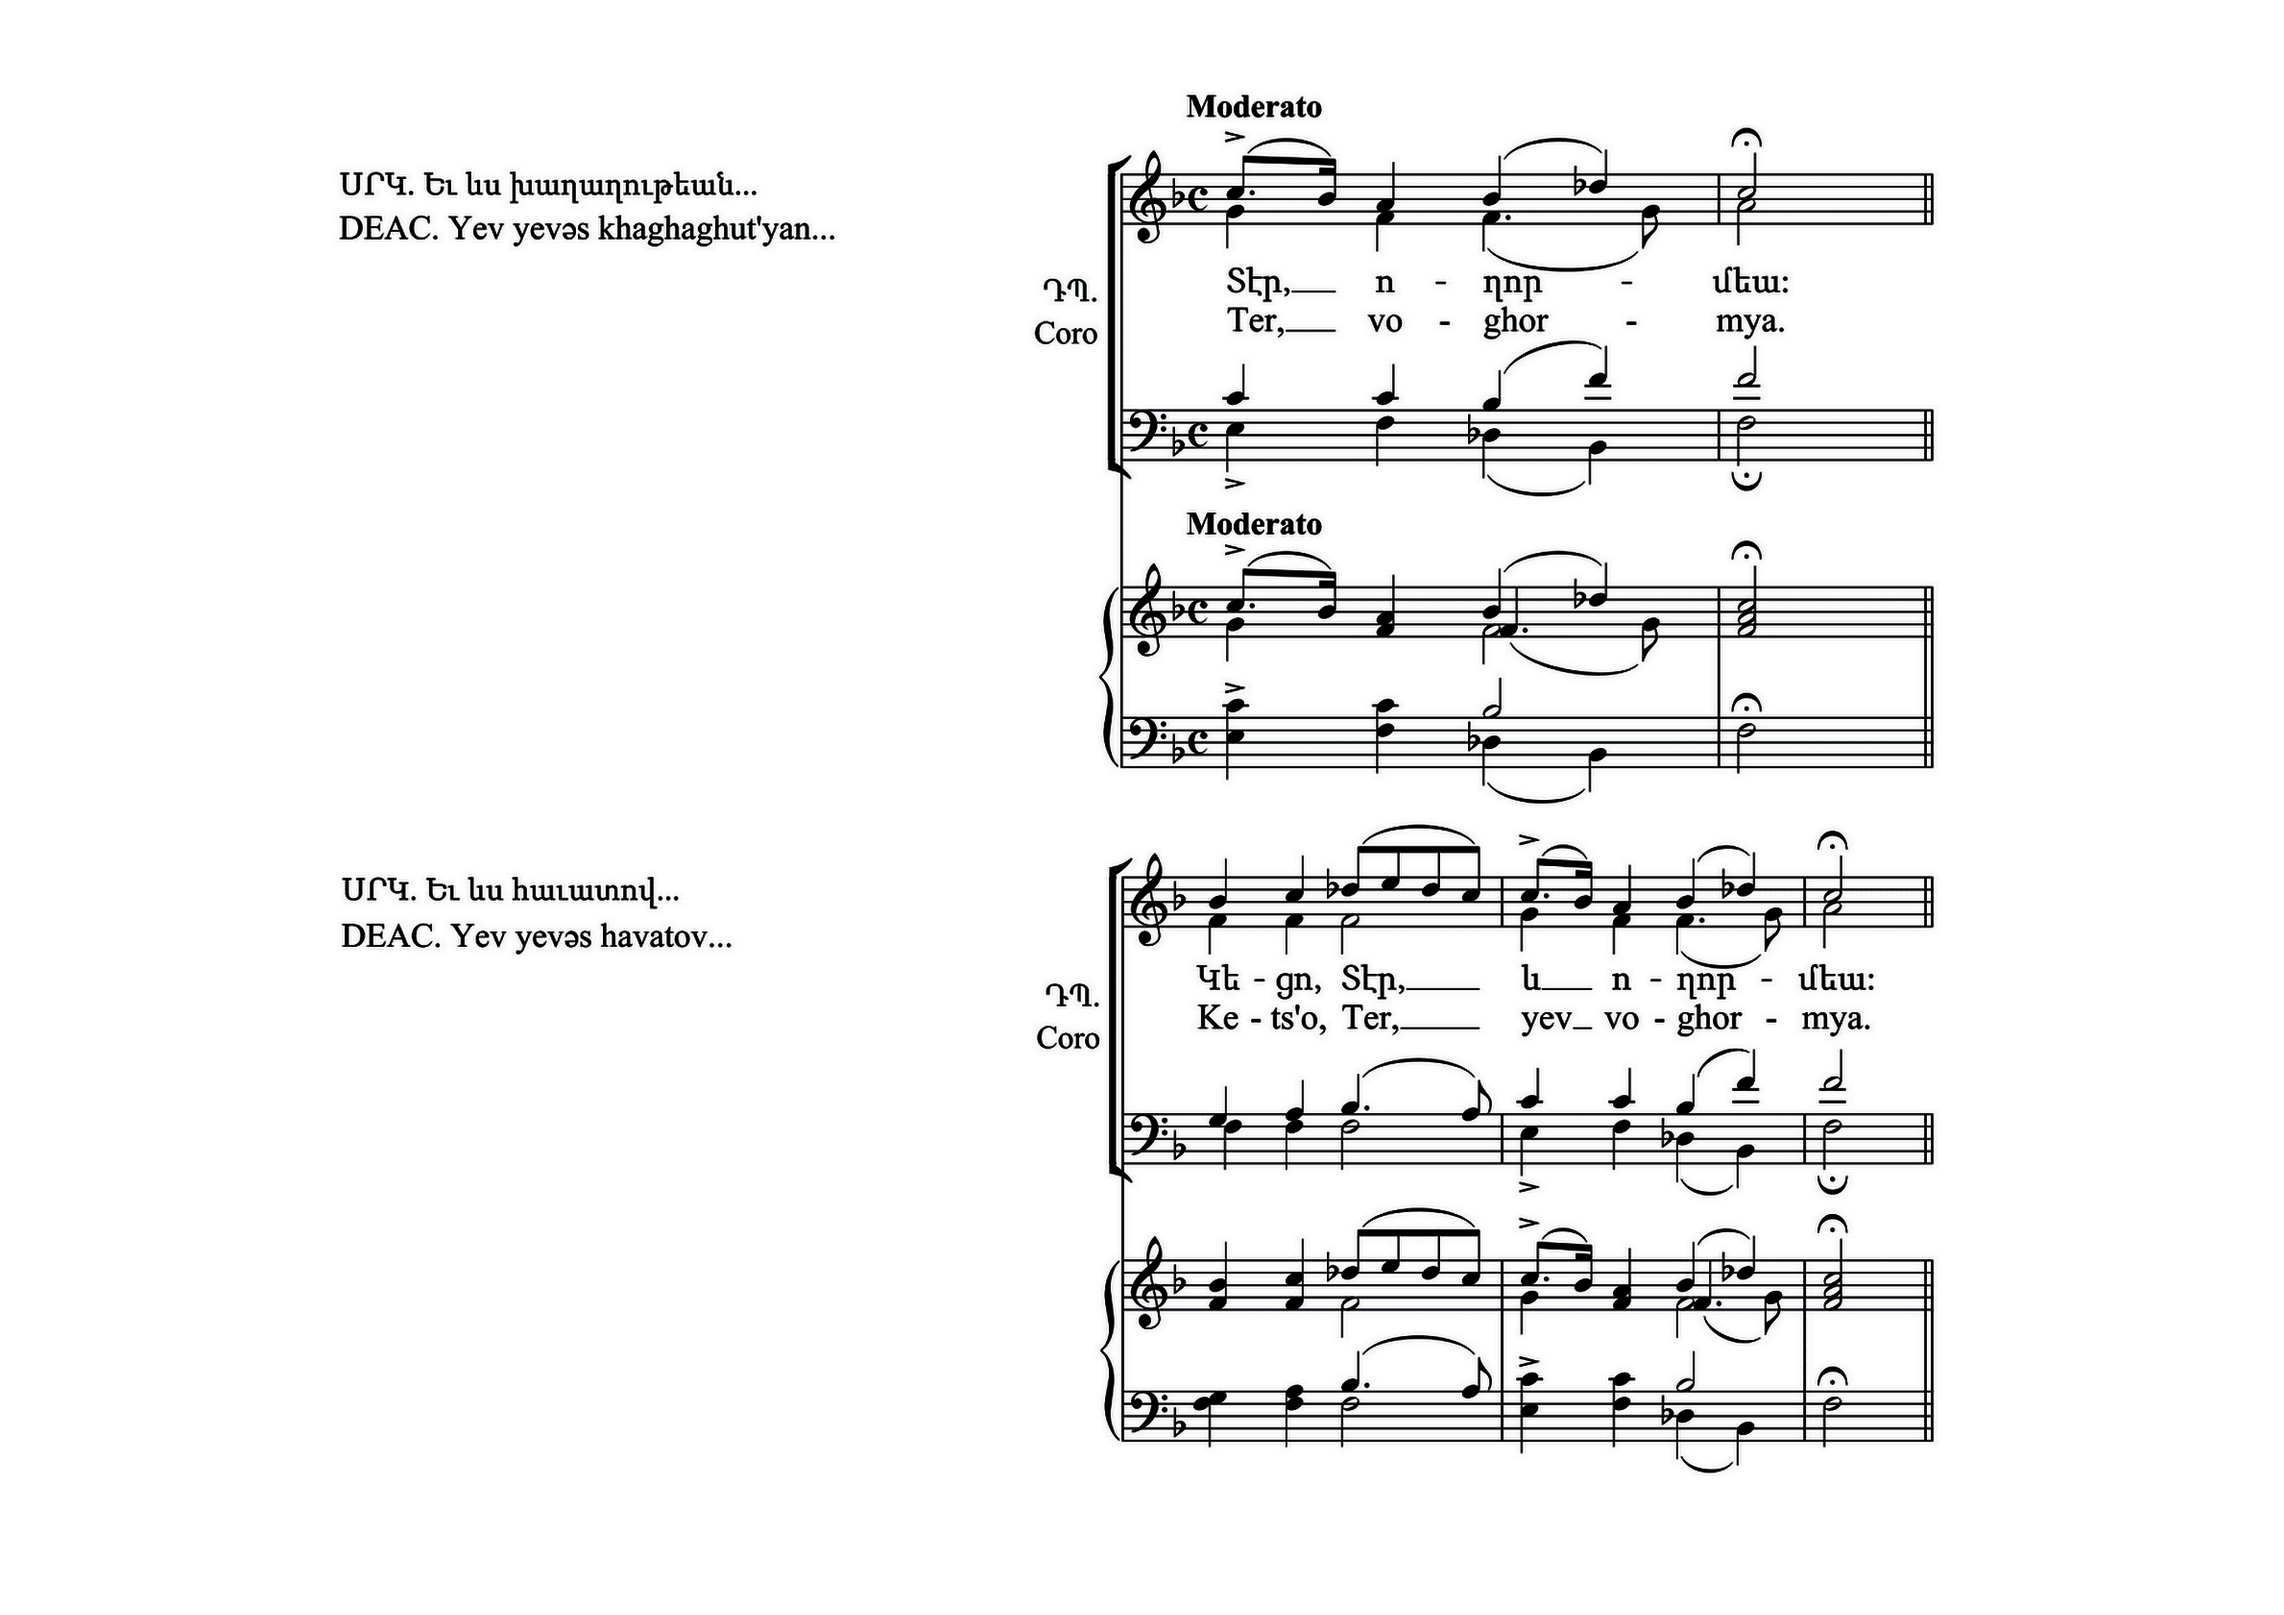 Moderato
ՍՐԿ. Եւ ևս խաղաղութեան...
DEAC. Yev yevəs khaghaghut'yan...
ԴՊ.
Coro
Տէր, ո - ղոր - մեա:
Ter, vo - ghor - mya.
Moderato
ՍՐԿ. Եւ ևս հաւատով...
DEAC. Yev yevəs havatov...
ԴՊ.
Coro
Կե - ցո, Տէր, և ո - ղոր - մեա:
Ke - ts'o, Ter, yev vo - ghor - mya.